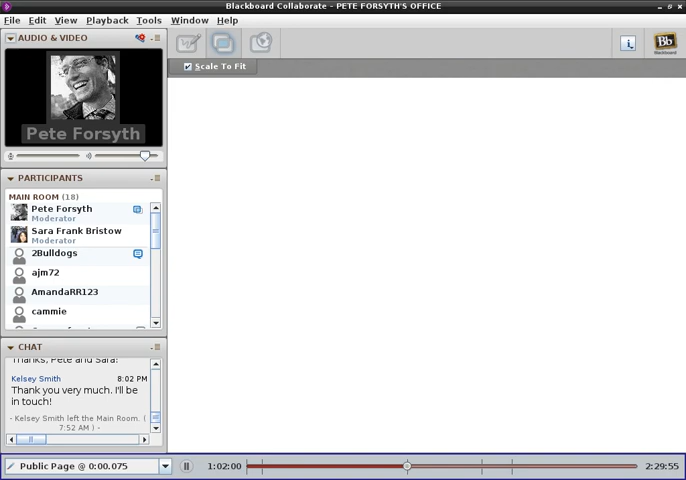 Blackboard Collaborate - PETE FORSYTH'S OFFICE
File Edit View Playback Tools Window Help
AUDIO & VIDEO
Pete Forsyth
PARTICIPANTS
MAIN ROOM (18)
Pete Forsyth
Moderator
Sara Frank Bristow
Moderator
2Bulldogs
ajm72
AmandaRR123
cammie
CHAT
Thanks, Pete and Sara!
Kelsey Smith 8:02 PM
Thank you very much. I'll be
in touch!
- Kelsey Smith left the Main Room. (
7:52 AM ) -
Scale To Fit
i
Bb
Blackboard
Public Page @ 0:00.075
1:02:00
2:29:55